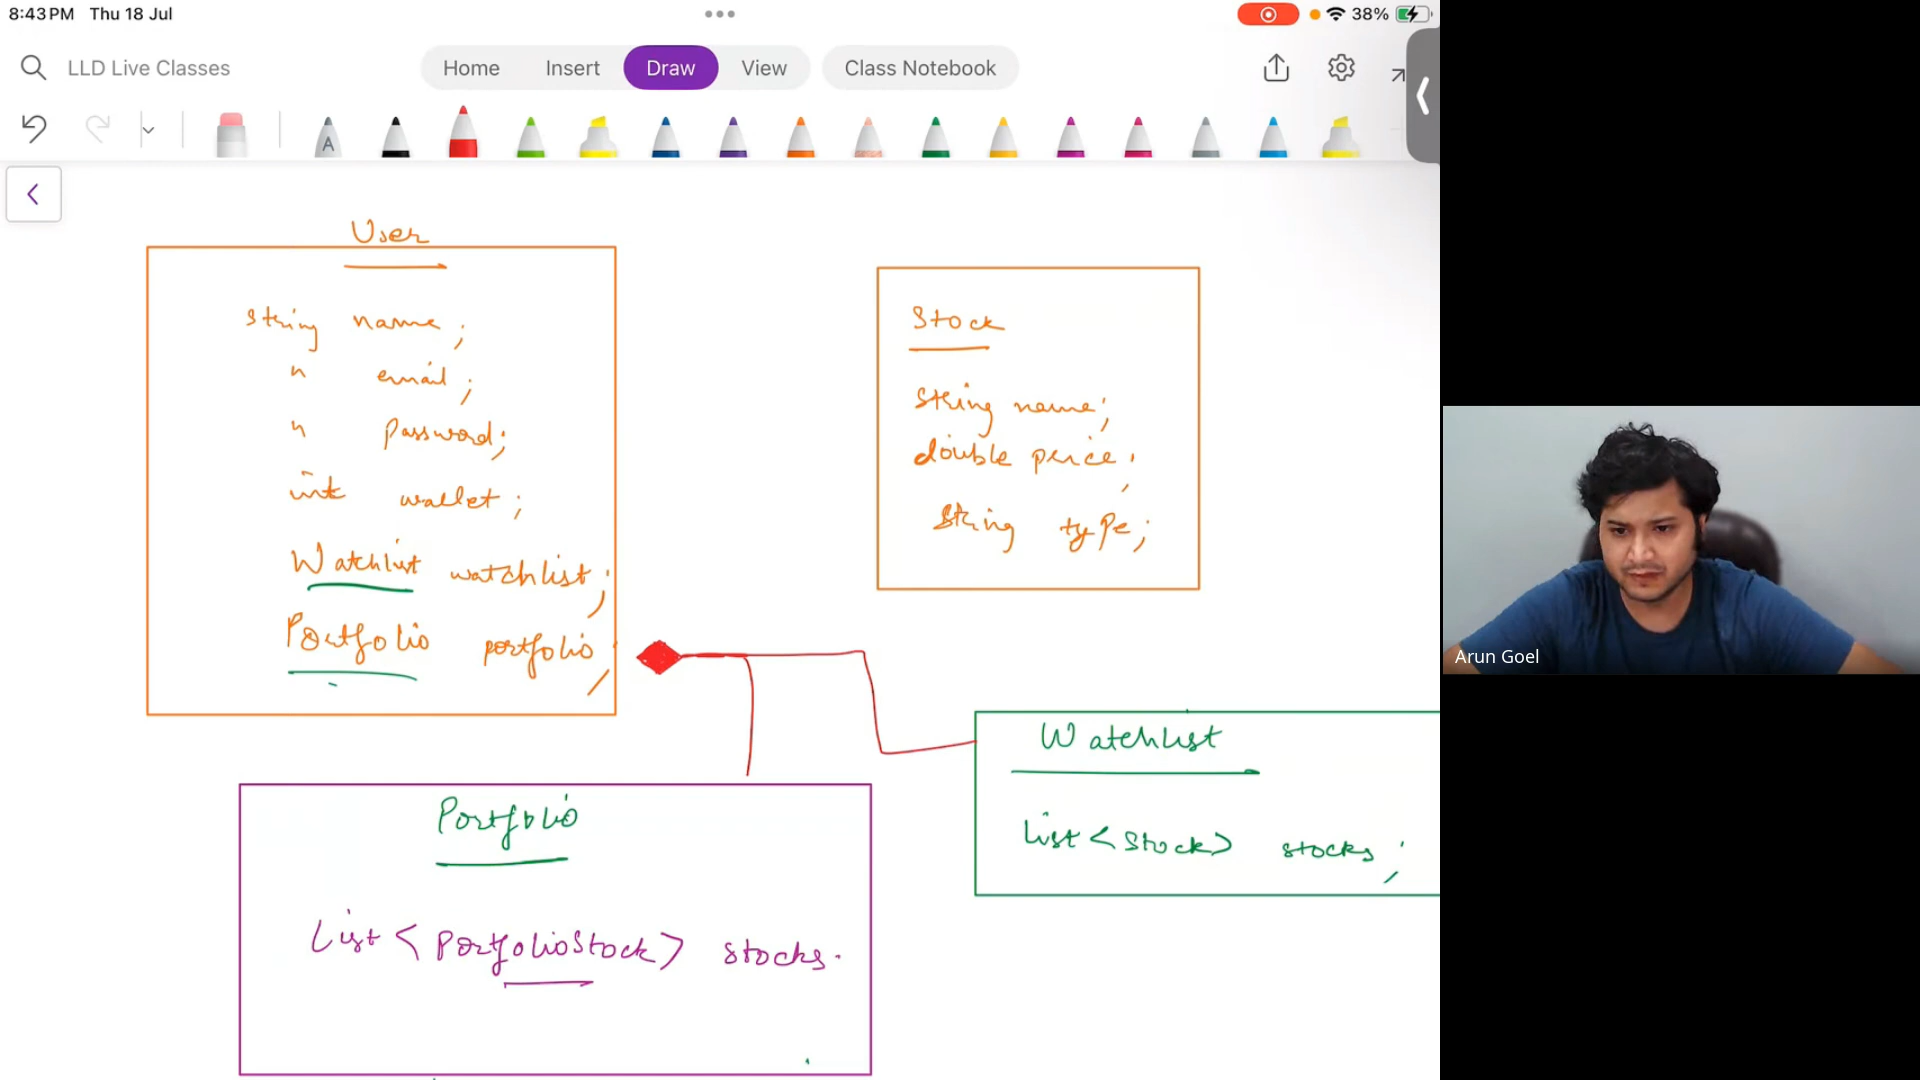 8:43 PM Thu 18 Jul
38%
LLD Live Classes
Home Insert Draw View Class Notebook
A
User
string name;
" email;
" Password;
int wallet;
Watchlist watchlist;
Portfolio portfolio;
Stock
string name;
double price;
string type;
Watchlist
List<Stock> stocks;
Portfolio
List<PortfolioStock> stocks.
Arun Goel